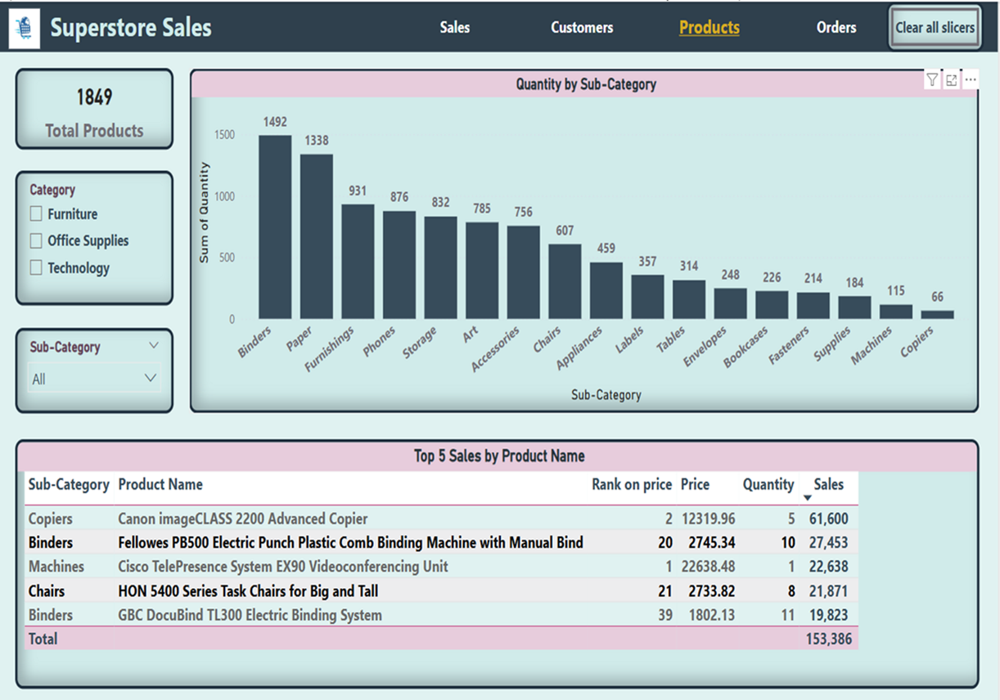 Superstore Sales
Sales Customers Products Orders Clear all slicers
1849
Total Products
Category
Furniture
Office Supplies
Technology
Sub-Category
All
Quantity by Sub-Category
Sum of Quantity
1500
1000
500
0
1492 1338 931 876 832 785 756 607 459 357 314 248 226 214 184 115 66
Binders Paper Furnishings Phones Storage Art Accessories Chairs Appliances Labels Tables Envelopes Bookcases Fasteners Supplies Machines Copiers
Sub-Category
Top 5 Sales by Product Name
Sub-Category Product Name Rank on price Price Quantity Sales
Copiers Canon imageCLASS 2200 Advanced Copier 2 12319.96 5 61,600
Binders Fellowes PB500 Electric Punch Plastic Comb Binding Machine with Manual Bind 20 2745.34 10 27,453
Machines Cisco TelePresence System EX90 Videoconferencing Unit 1 22638.48 1 22,638
Chairs HON 5400 Series Task Chairs for Big and Tall 21 2733.82 8 21,871
Binders GBC DocuBind TL300 Electric Binding System 39 1802.13 11 19,823
Total 153,386